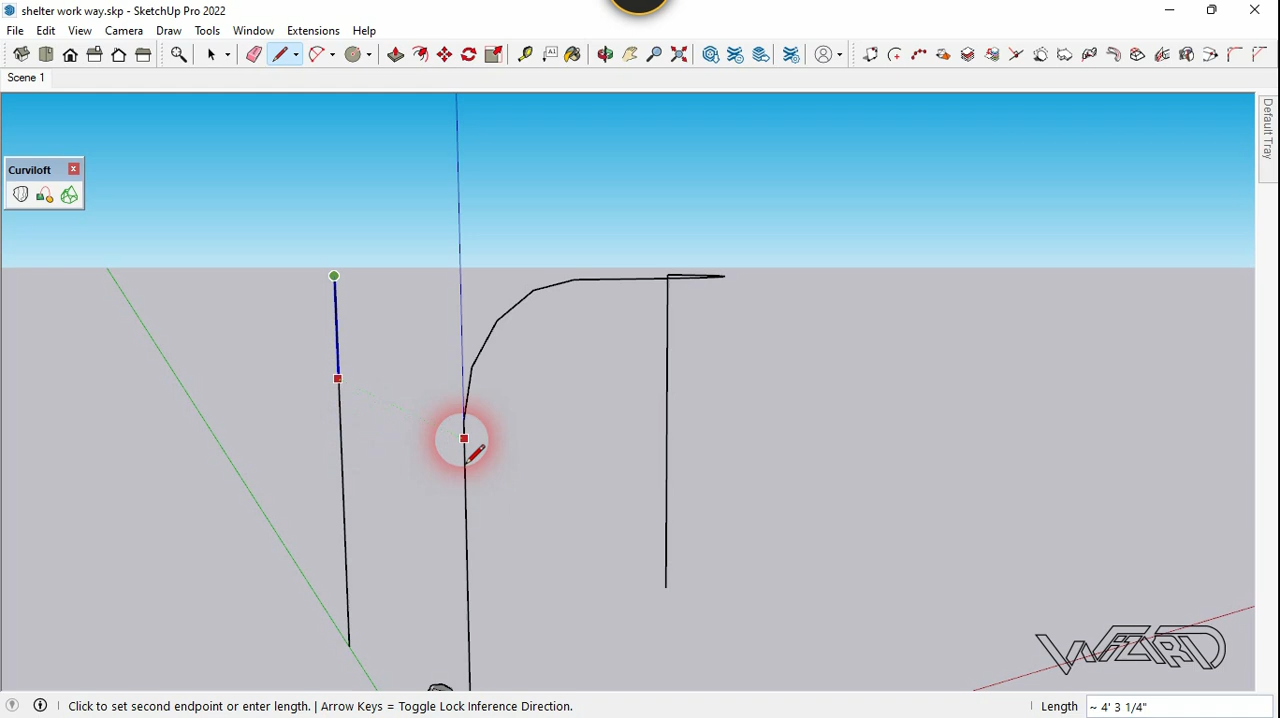 shelter work way.skp - SketchUp Pro 2022
File Edit View Camera Draw Tools Window Extensions Help
Scene 1
Default Tray
Curviloft
WIZARD
Click to set second endpoint or enter length. | Arrow Keys = Toggle Lock Inference Direction.
Length ~ 4' 3 1/4"